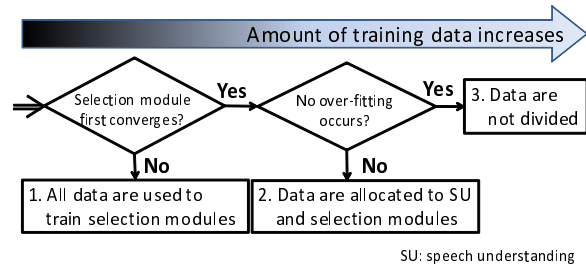 Amount of training data increases
Selection module
first converges?
Yes
No over-fitting
occurs?
Yes
3. Data are
not divided
No
No
1. All data are used to
train selection modules
2. Data are allocated to SU
and selection modules
SU: speech understanding